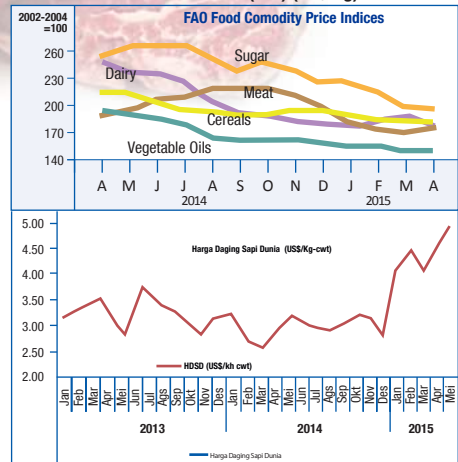 2002-2004
=100
FAO Food Comodity Price Indices
260
230
200
170
140
Sugar
Dairy
Meat
Cereals
Vegetable Oils
A M J J A S O N D J F M A
2014 2015
5.00
4.50
4.00
3.50
3.00
2.50
2.00
Harga Daging Sapi Dunia (US$/Kg-cwt)
HDSD (US$/kh cwt)
Jan Feb Mar Apr Mei Jun Jul Ags Sep Okt Nov Des Jan Feb Mar Apr Mei Jun Jul Ags Sep Okt Nov Des Jan Feb Mar Apr Mei
2013 2014 2015
Harga Daging Sapi Dunia